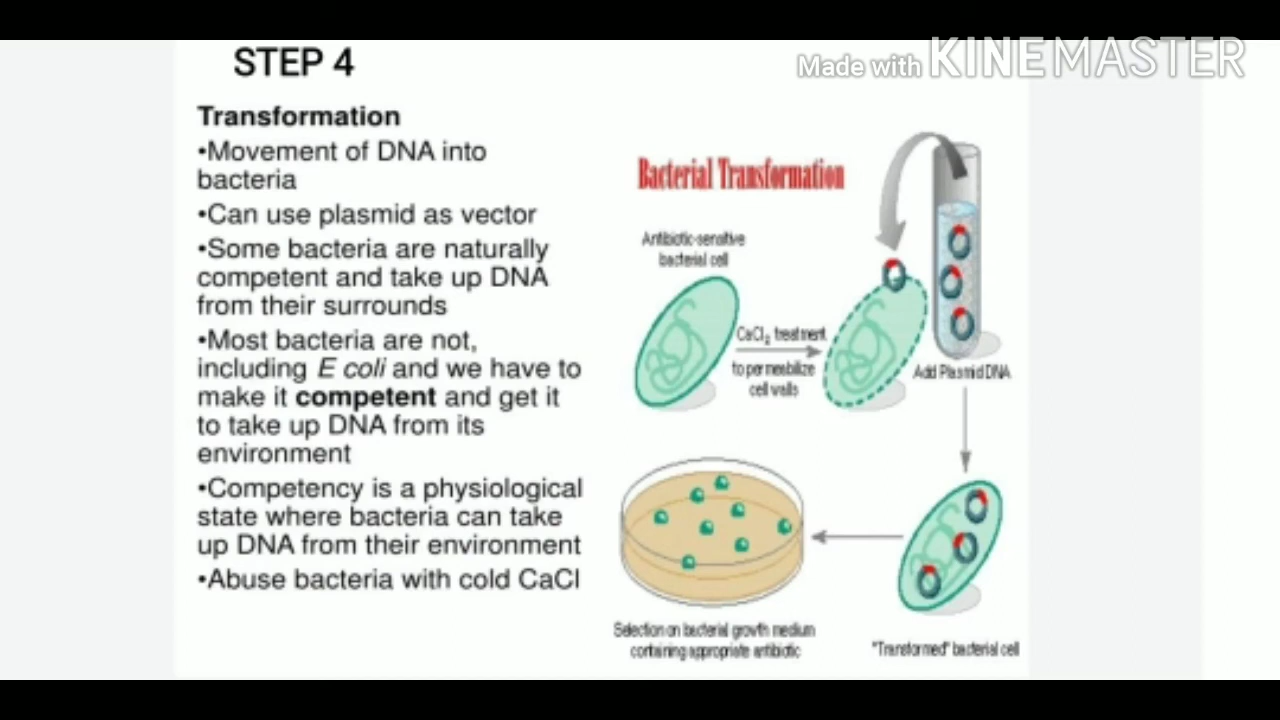 Made with KINEMASTER
STEP 4
Transformation
•Movement of DNA into
bacteria
•Can use plasmid as vector
•Some bacteria are naturally
competent and take up DNA
from their surrounds
•Most bacteria are not,
including E coli and we have to
make it competent and get it
to take up DNA from its
environment
•Competency is a physiological
state where bacteria can take
up DNA from their environment
•Abuse bacteria with cold CaCl
Bacterial Transformation
Antibiotic-sensitive
bacterial cell
CaCl₂ treatment
to permeabilize
cell walls
Add Plasmid DNA
"Transformed" bacterial cell
Selection on bacterial growth medium
containing appropriate antibiotic